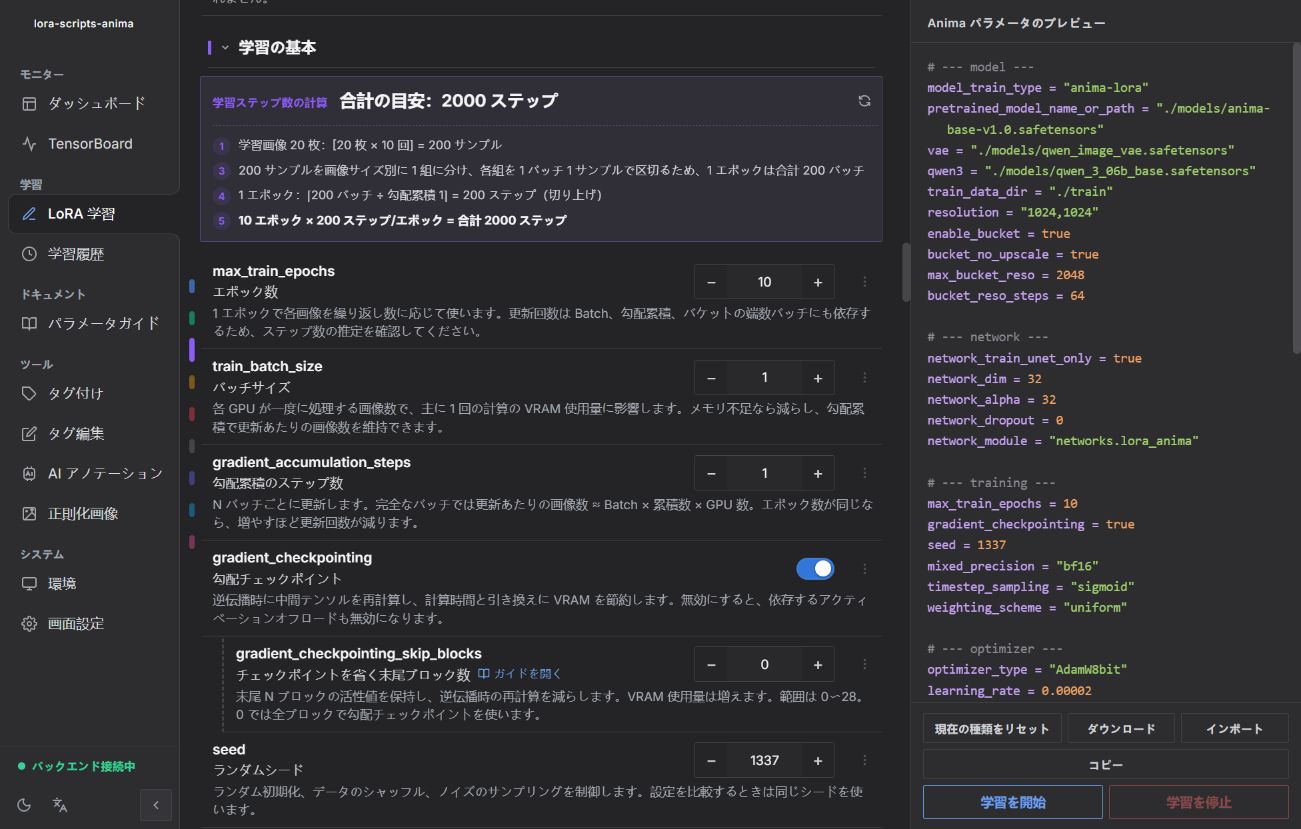 lora-scripts-anima
モニター
ダッシュボード
TensorBoard
学習
LoRA 学習
学習履歴
ドキュメント
パラメータガイド
ツール
タグ付け
タグ編集
AI アノテーション
正則化画像
システム
環境
画面設定
バックエンド接続中
れません。
学習の基本
学習ステップ数の計算 合計の目安: 2000 ステップ
1 学習画像 20 枚: [20 枚 × 10 回] = 200 サンプル
3 200 サンプルを画像サイズ別に 1 組に分け、各組を 1 バッチ 1 サンプルで区切るため、1 エポックは合計 200 バッチ
4 1 エポック: ⌈200 バッチ ÷ 勾配累積 1⌉ = 200 ステップ（切り上げ）
5 10 エポック × 200 ステップ/エポック = 合計 2000 ステップ
max_train_epochs
エポック数
− 10 +
1 エポックで各画像を繰り返し数に応じて使います。更新回数は Batch、勾配累積、バケットの端数バッチにも依存す
るため、ステップ数の推定を確認してください。
train_batch_size
バッチサイズ
− 1 +
各 GPU が一度に処理する画像数で、主に 1 回の計算の VRAM 使用量に影響します。メモリ不足なら減らし、勾配累
積で更新あたりの画像数を維持できます。
gradient_accumulation_steps
勾配累積のステップ数
− 1 +
N バッチごとに更新します。完全なバッチでは更新あたりの画像数 ≈ Batch × 累積数 × GPU 数。エポック数が同じな
ら、増やすほど更新回数が減ります。
gradient_checkpointing
勾配チェックポイント
逆伝播時に中間テンソルを再計算し、計算時間と引き換えに VRAM を節約します。無効にすると、依存するアクティ
ベーションオフロードも無効になります。
gradient_checkpointing_skip_blocks
チェックポイントを省く末尾ブロック数 ガイドを開く
− 0 +
末尾 N ブロックの活性値を保持し、逆伝播時の再計算を減らします。VRAM 使用量は増えます。範囲は 0〜28。
0 では全ブロックで勾配チェックポイントを使います。
seed
ランダムシード
− 1337 +
ランダム初期化、データのシャッフル、ノイズのサンプリングを制御します。設定を比較するときは同じシードを使
います。
Anima パラメータのプレビュー
# --- model ---
model_train_type = "anima-lora"
pretrained_model_name_or_path = "./models/anima-
base-v1.0.safetensors"
vae = "./models/qwen_image_vae.safetensors"
qwen3 = "./models/qwen_3_06b_base.safetensors"
train_data_dir = "./train"
resolution = "1024,1024"
enable_bucket = true
bucket_no_upscale = true
max_bucket_reso = 2048
bucket_reso_steps = 64
# --- network ---
network_train_unet_only = true
network_dim = 32
network_alpha = 32
network_dropout = 0
network_module = "networks.lora_anima"
# --- training ---
max_train_epochs = 10
gradient_checkpointing = true
seed = 1337
mixed_precision = "bf16"
timestep_sampling = "sigmoid"
weighting_scheme = "uniform"
# --- optimizer ---
optimizer_type = "AdamW8bit"
learning_rate = 0.00002
現在の種類をリセット
ダウンロード
インポート
コピー
学習を開始
学習を停止